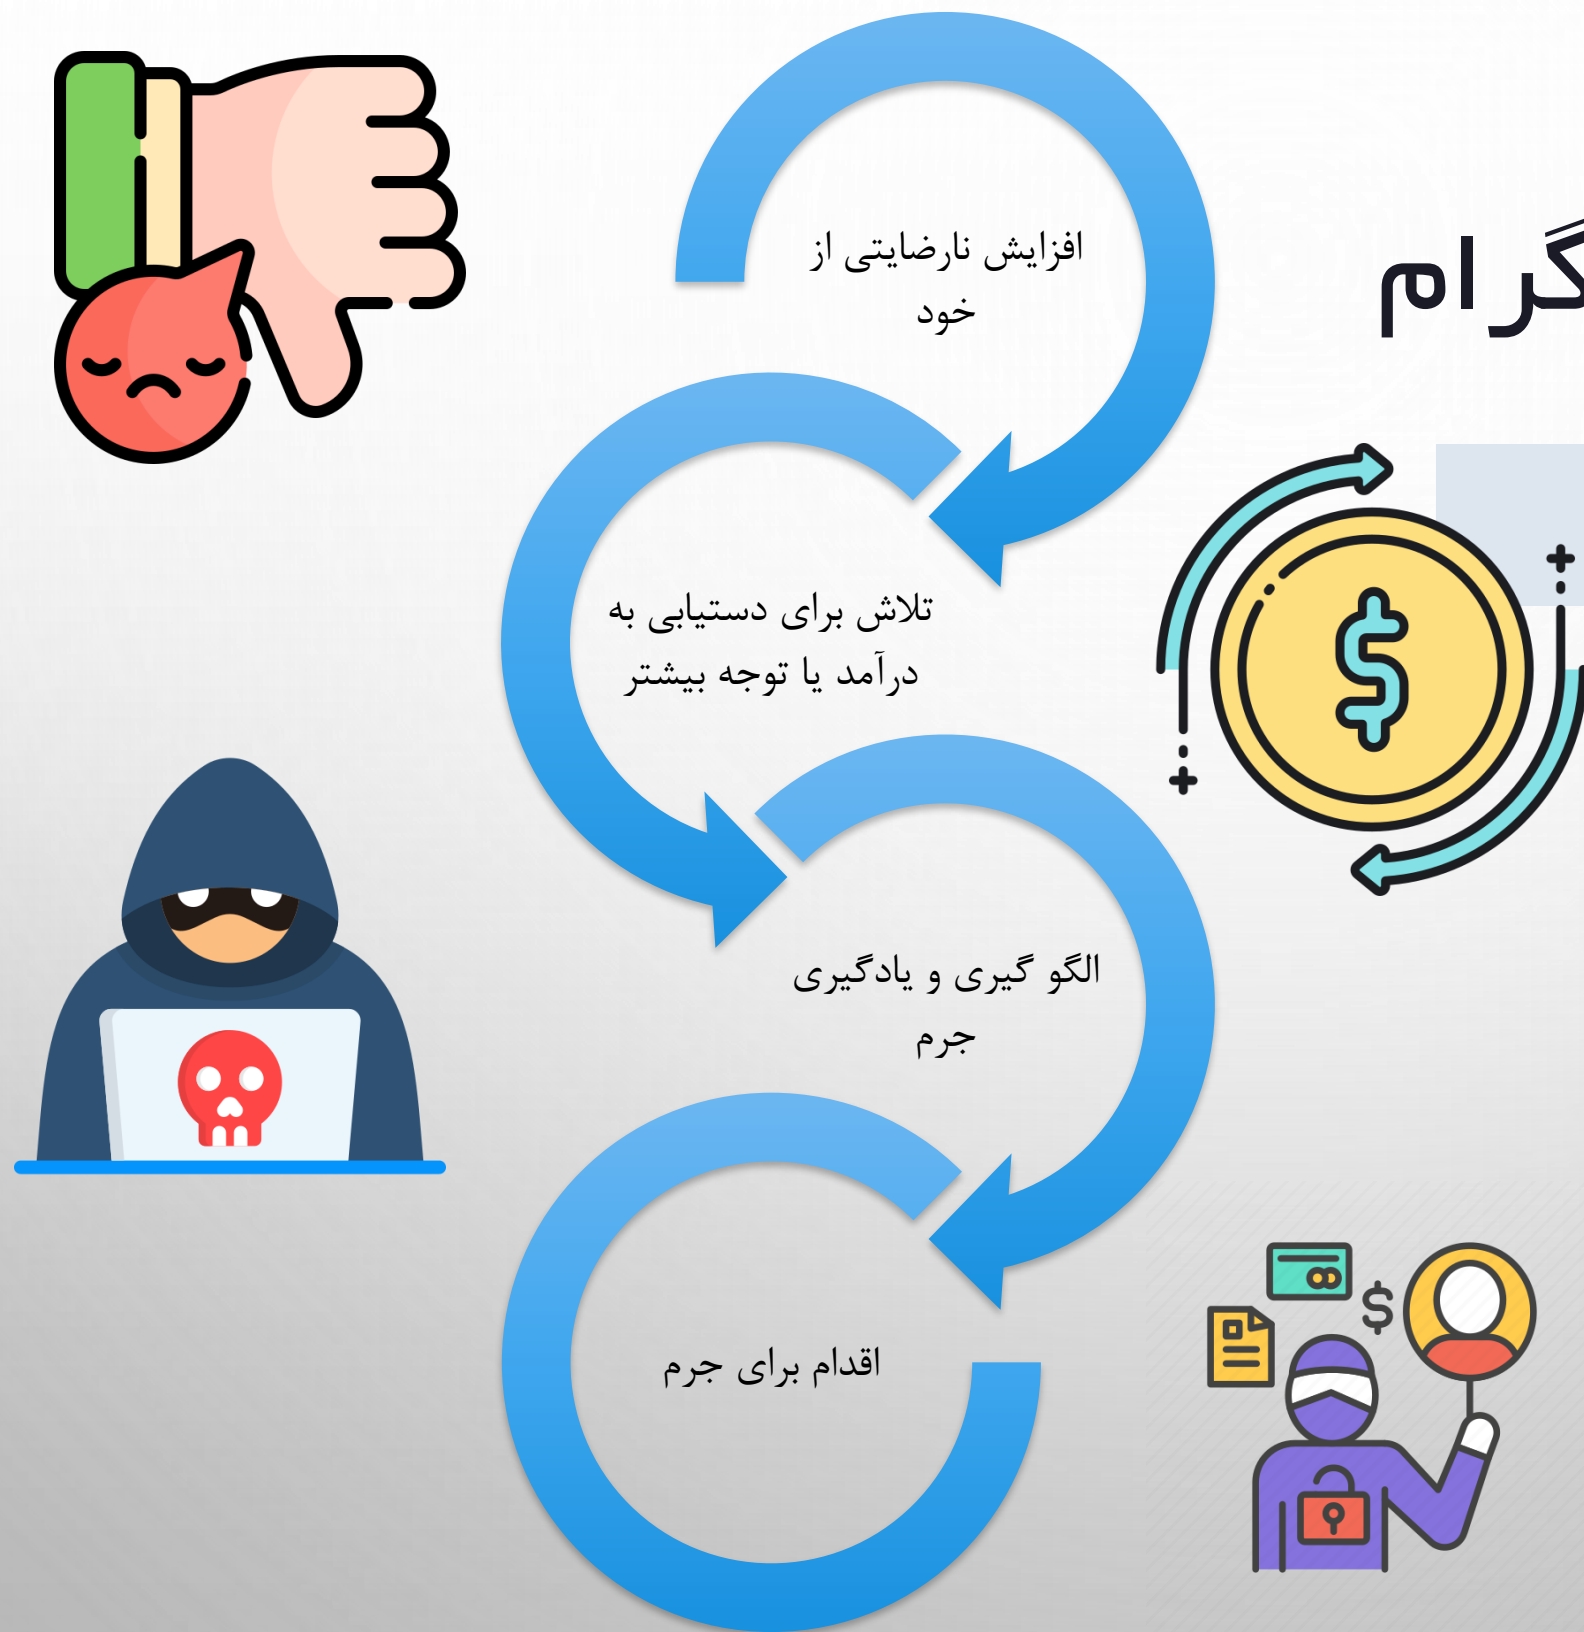 گرام
افزایش نارضایتی از
خود
تلاش برای دستیابی به
درآمد یا توجه بیشتر
الگو گیری و یادگیری
جرم
اقدام برای جرم